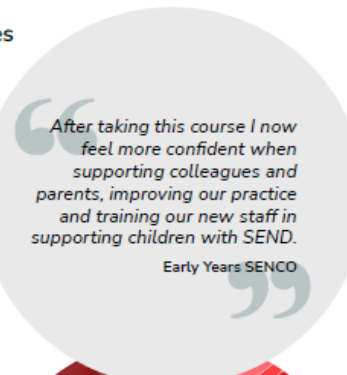 es
After taking this course I now
feel more confident when
supporting colleagues and
parents, improving our practice
and training our new staff in
supporting children with SEND.
Early Years SENCO